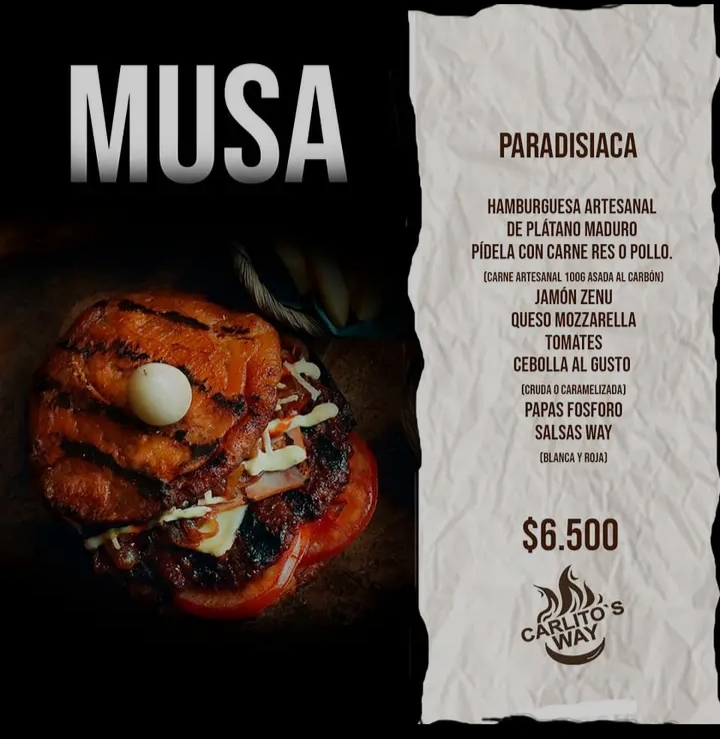 MUSA
PARADISIACA
HAMBURGUESA ARTESANAL
DE PLÁTANO MADURO
PÍDELA CON CARNE RES O POLLO.
(CARNE ARTESANAL 100G ASADA AL CARBÓN)
JAMÓN ZENU
QUESO MOZZARELLA
TOMATES
CEBOLLA AL GUSTO
(CRUDA O CARAMELIZADA)
PAPAS FOSFORO
SALSAS WAY
(BLANCA Y ROJA)
$6.500
CARLITO´S
WAY